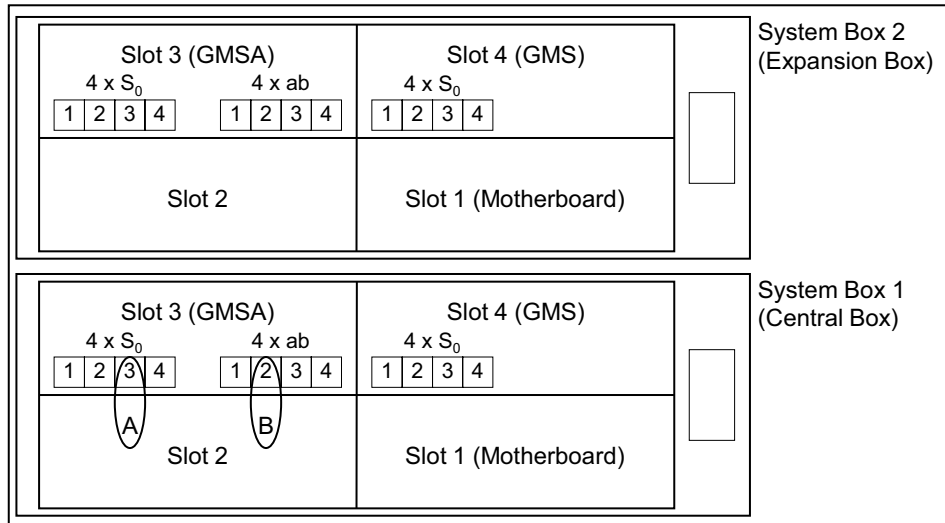 System Box 2
(Expansion Box)
Slot 3 (GMSA)
4 x S0
4 x ab
1 2 3 4
1 2 3 4
Slot 4 (GMS)
4 x S0
1 2 3 4
Slot 2
Slot 1 (Motherboard)
System Box 1
(Central Box)
Slot 3 (GMSA)
4 x S0
4 x ab
1 2 3 4
1 2 3 4
A
B
Slot 4 (GMS)
4 x S0
1 2 3 4
Slot 2
Slot 1 (Motherboard)